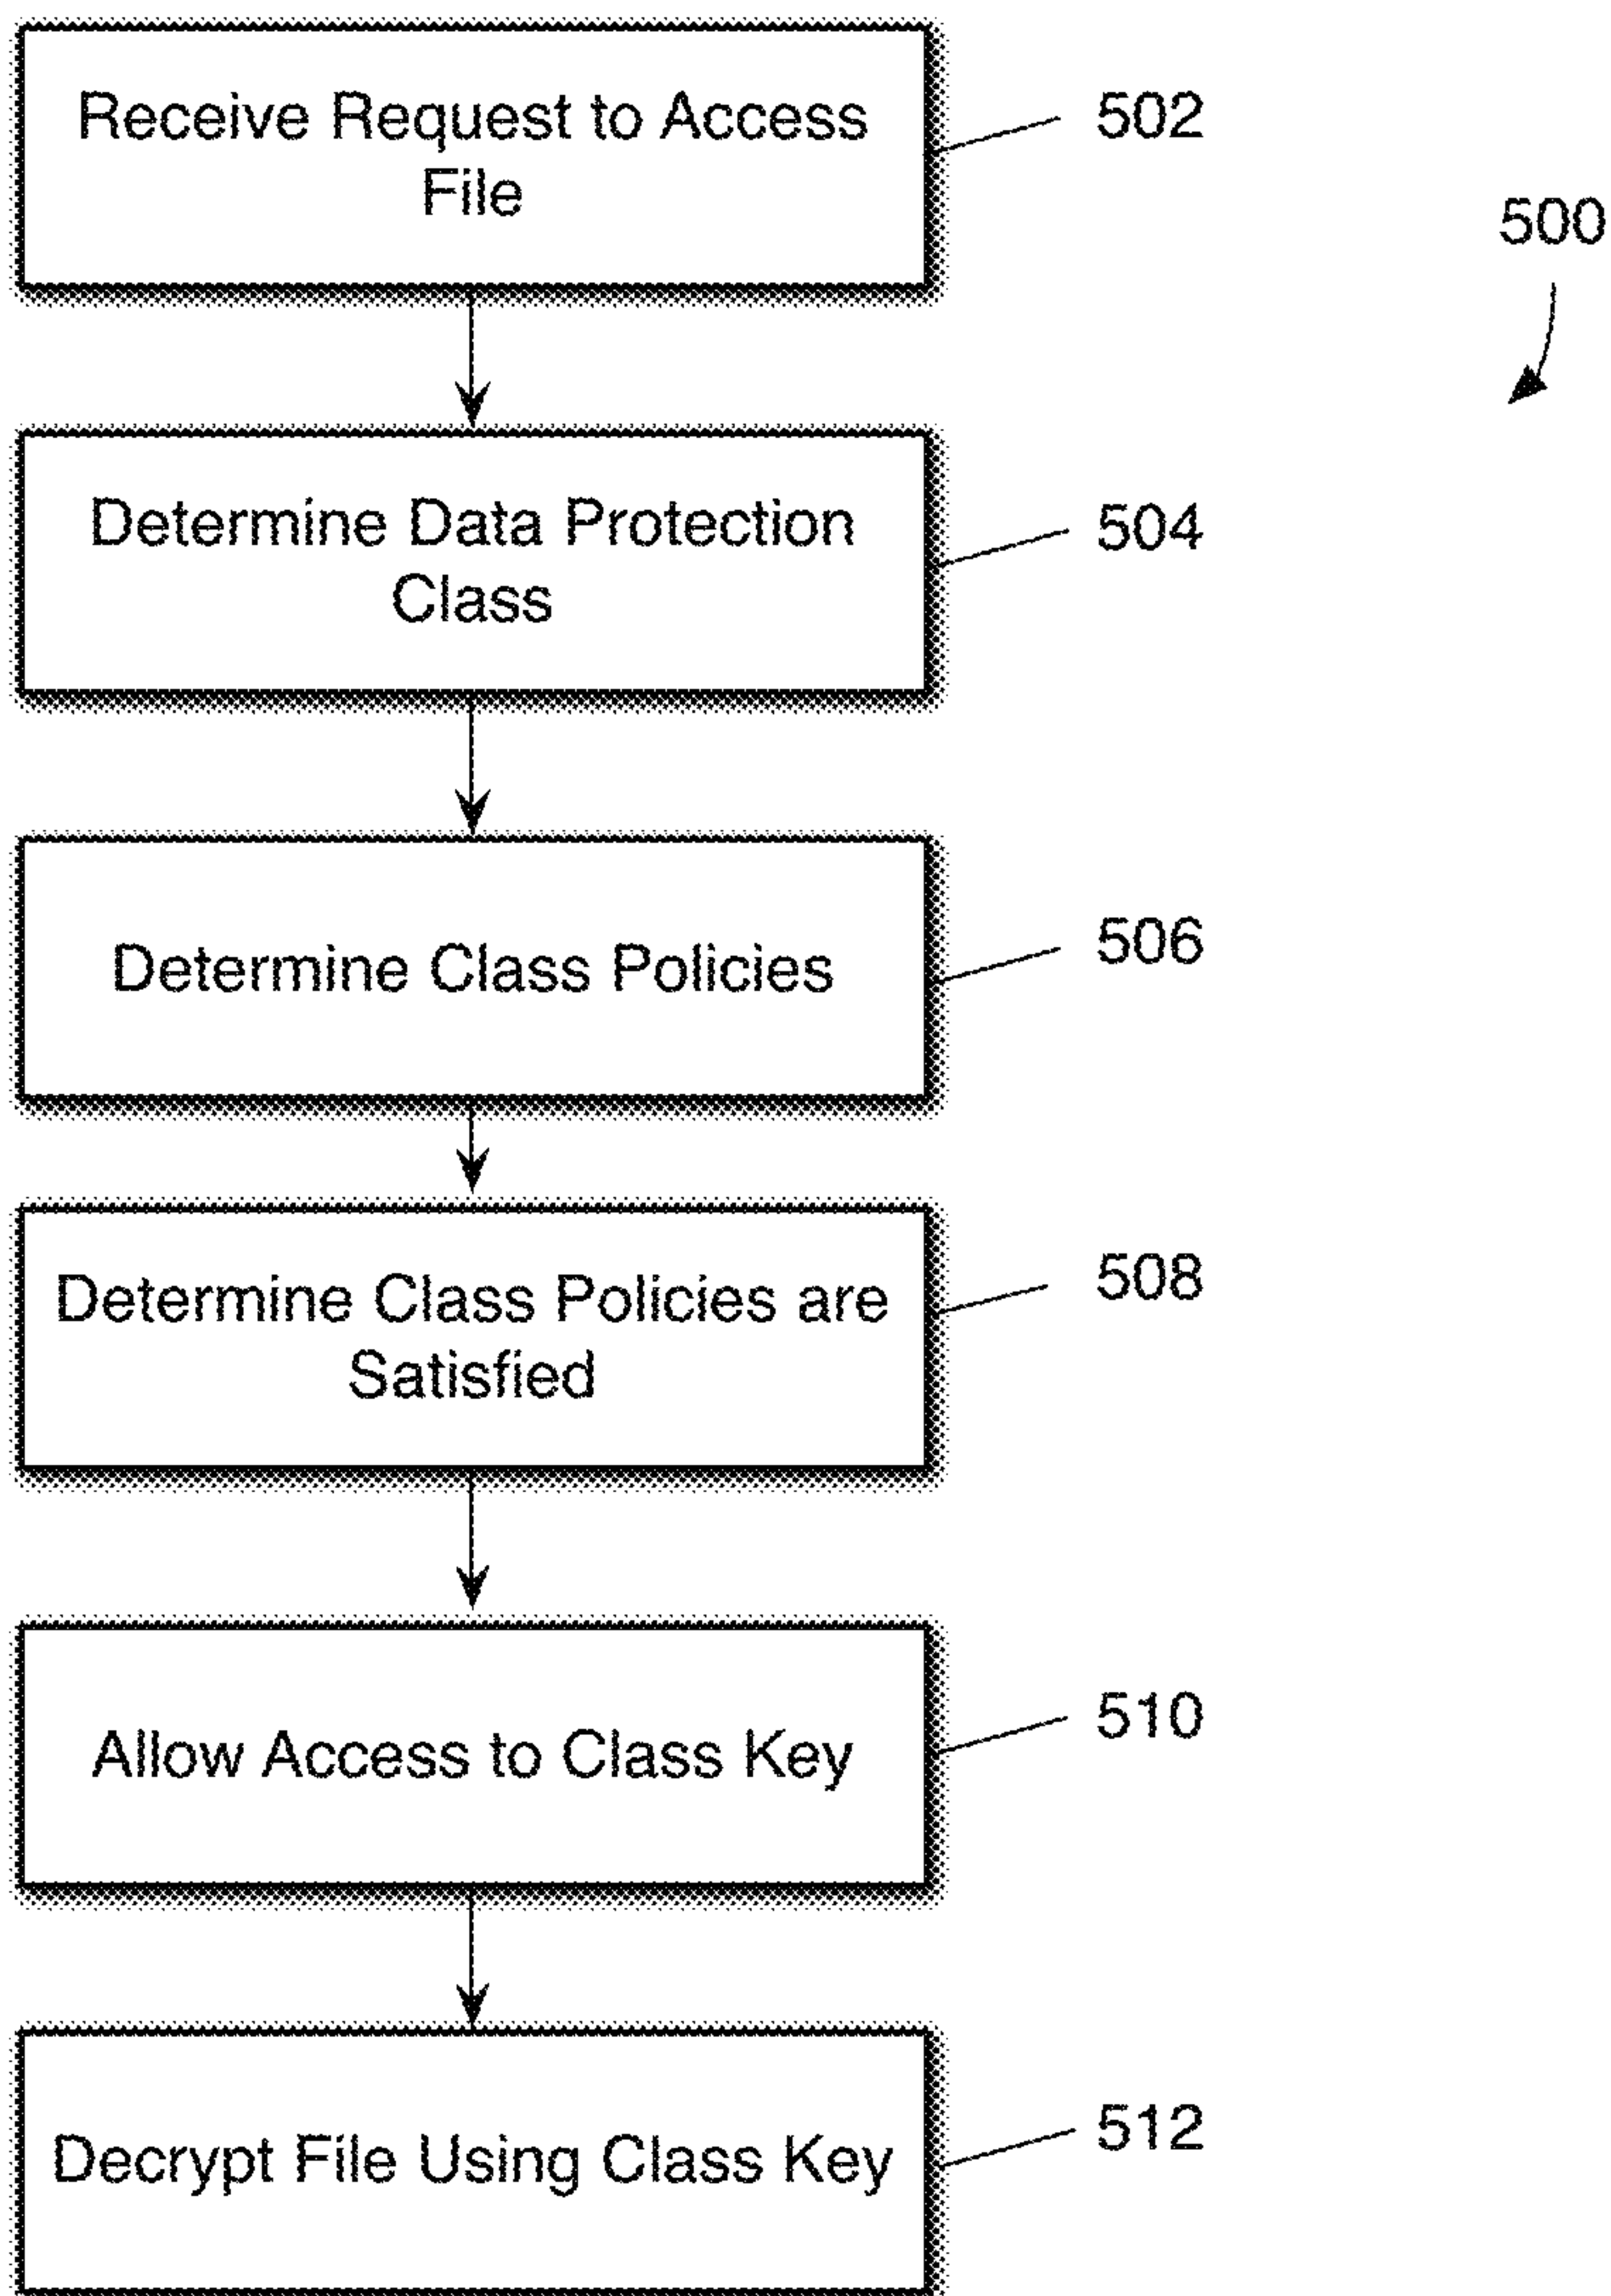 Receive Request to Access
File
502
500
Determine Data Protection
Class
504
Determine Class Policies
506
Determine Class Policies are
Satisfied
508
Allow Access to Class Key
510
Decrypt File Using Class Key
512